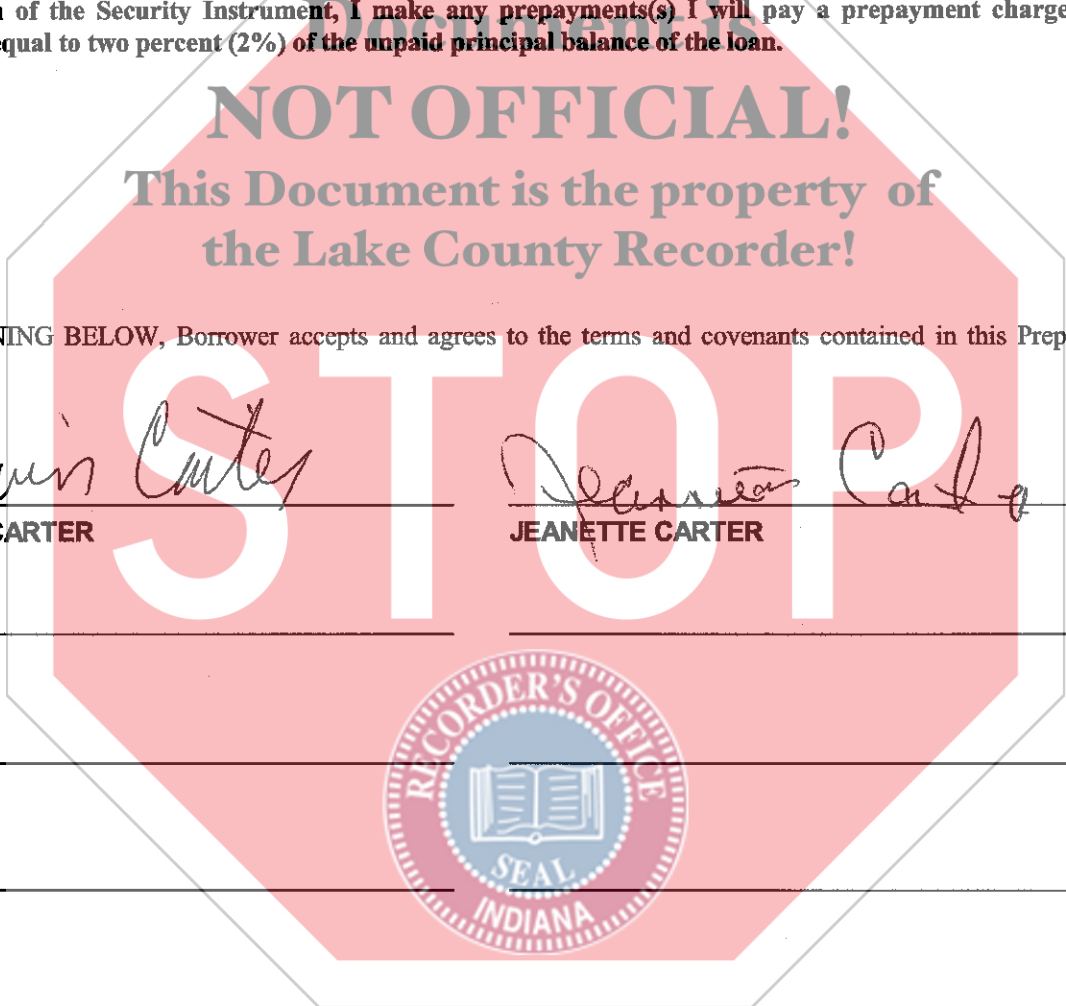 of the Security Instrument, I make any prepayments(s) I will pay a prepayment charge
equal to two percent (2%) of the unpaid principal balance of the loan.
Document is
NOT OFFICIAL!
This Document is the property of
the Lake County Recorder!
NING BELOW, Borrower accepts and agrees to the terms and covenants contained in this Prep
STOP
Carter
CARTER
JEANETTE CARTER
RECORDER'S OFFICE
SEAL
INDIANA